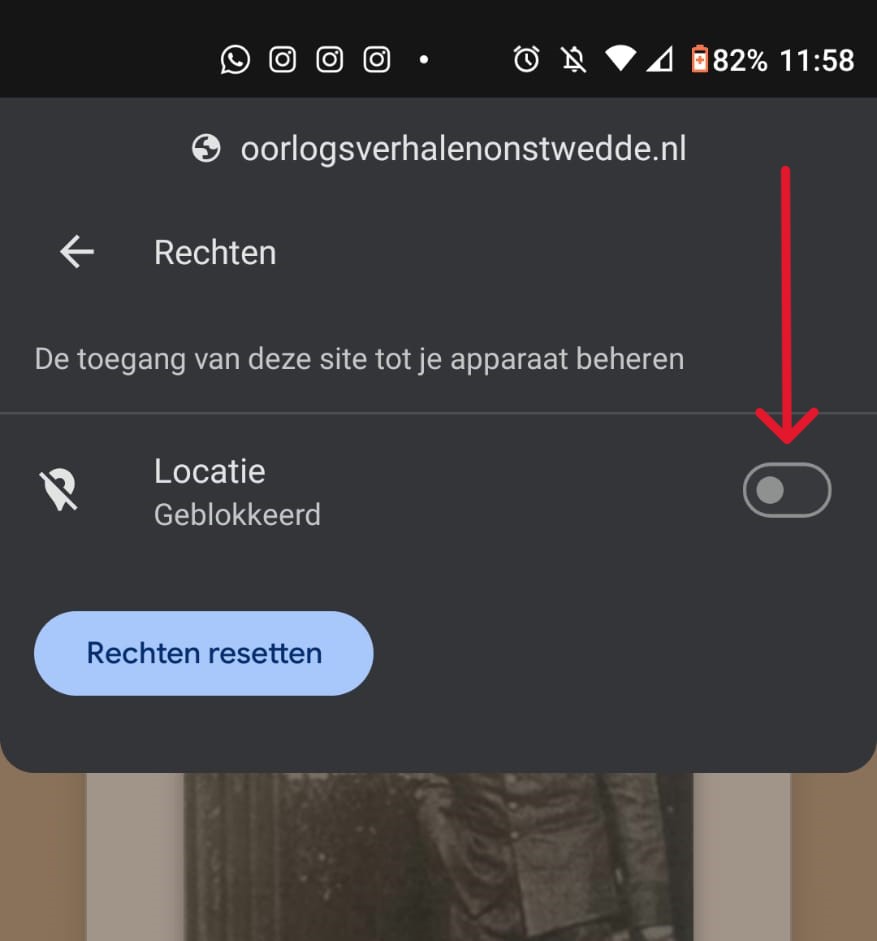 82% 11:58
oorlogsverhalenonstwedde.nl
Rechten
De toegang van deze site tot je apparaat beheren
Locatie
Geblokkeerd
Rechten resetten